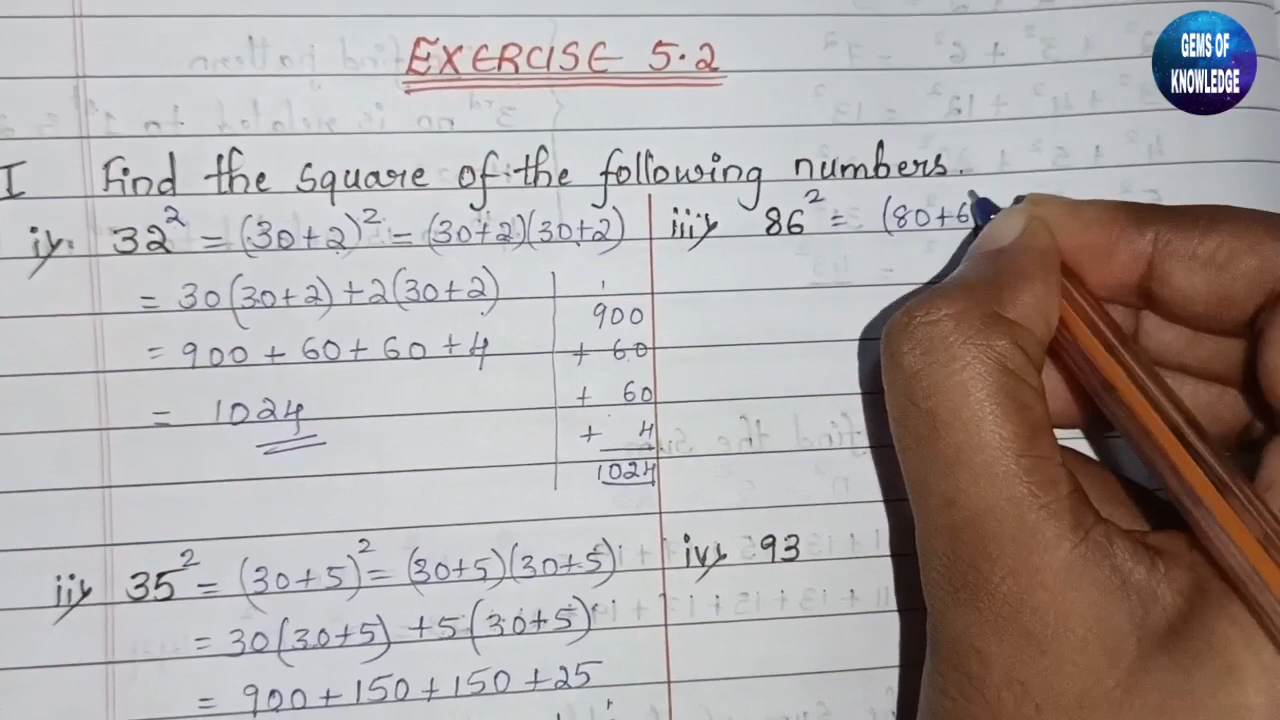 EXERCISE 5.2
GEMS OF
KNOWLEDGE
I Find the square of the following numbers.
i) 32² = (30+2)² = (30+2)(30+2)
= 30(30+2) + 2(30+2)
= 900 + 60 + 60 + 4
= 1024
1
900
+ 60
+ 60
+ 4
1024
ii) 35² = (30+5)² = (30+5)(30+5)
= 30(30+5) + 5(30+5)
= 900 + 150 + 150 + 25
iii) 86² = (80+6
iv) 93